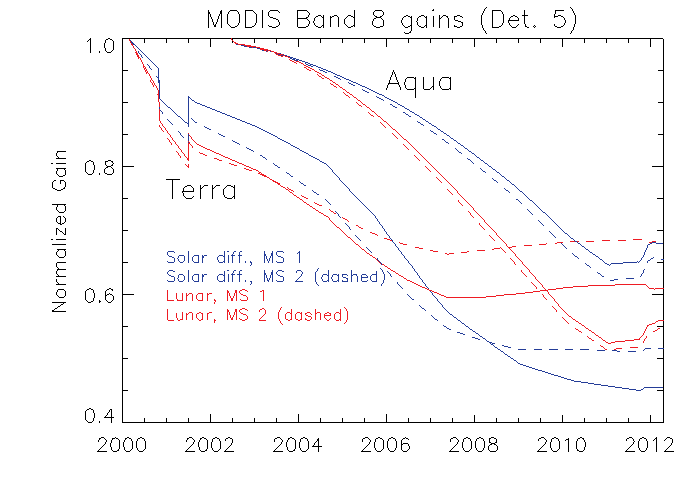 MODIS Band 8 gains (Det. 5)
1.0
Aqua
0.8
Terra
Normalized Gain
Solar diff., MS 1
Solar diff., MS 2 (dashed)
0.6
Lunar, MS 1
Lunar, MS 2 (dashed)
0.4
2000 2002 2004 2006 2008 2010 2012